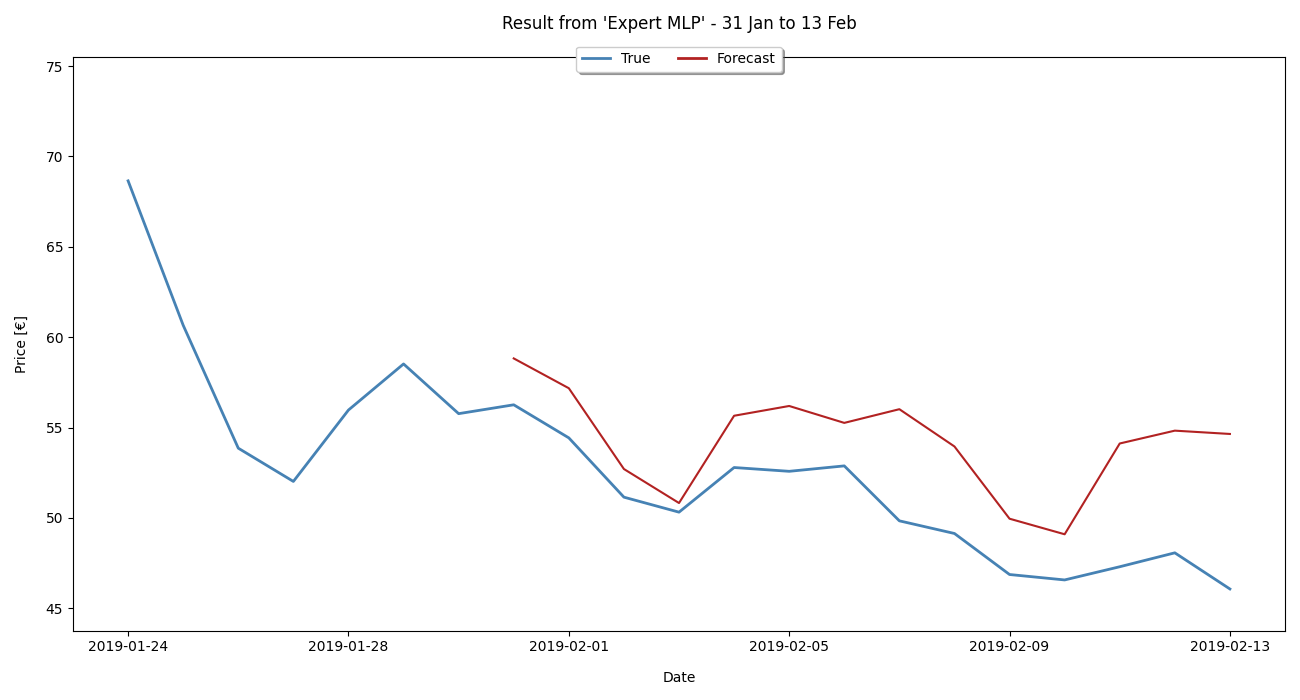 Result from 'Expert MLP' - 31 Jan to 13 Feb
True
Forecast
75
70
65
60
55
50
45
Price [€]
2019-01-24
2019-01-28
2019-02-01
2019-02-05
2019-02-09
2019-02-13
Date